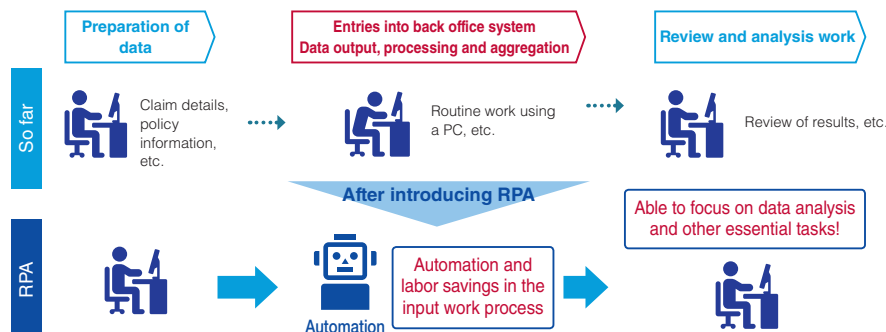 Preparation of
data
Entries into back office system
Data output, processing and aggregation
Review and analysis work
So far
Claim details,
policy
information,
etc.
Routine work using
a PC, etc.
Review of results, etc.
After introducing RPA
RPA
Automation
Automation and
labor savings in the
input work process
Able to focus on data analysis
and other essential tasks!